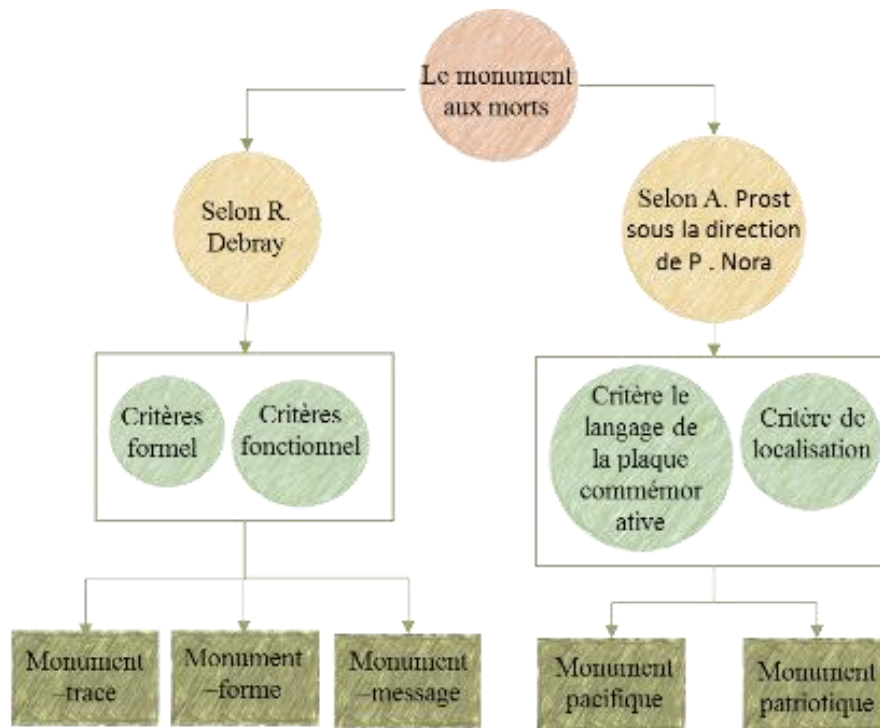 Le monument
aux morts
Selon R.
Debray
Selon A. Prost
sous la direction
de P . Nora
Critères
formel
Critères
fonctionnel
Critère le
langage de
la plaque
commémor
ative
Critère de
localisation
Monument
–trace
Monument
–forme
Monument
–message
Monument
pacifique
Monument
patriotique